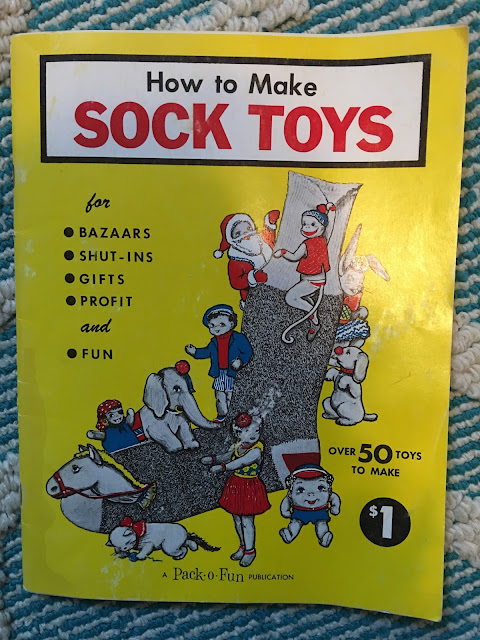 How to Make
SOCK TOYS
for
● BAZAARS
● SHUT-INS
● GIFTS
● PROFIT
and
● FUN
OVER 50 TOYS
TO MAKE
$1
A Pack-o-Fun PUBLICATION